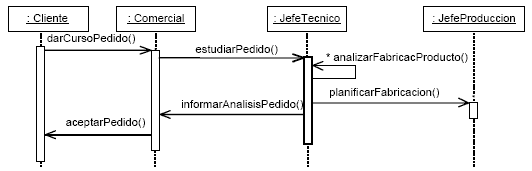 : Cliente
: Comercial
: JefeTecnico
: JefeProduccion
darCursoPedido()
estudiarPedido()
* analizarFabricacProducto()
informarAnalisisPedido()
planificarFabricacion()
aceptarPedido()